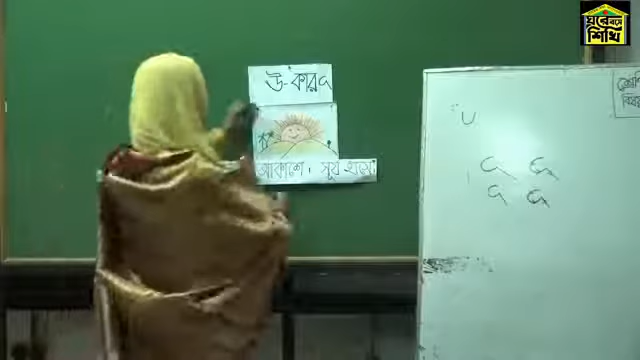 ঘরে বসে
শিখি
ঊ-কার ূ
আকাশে সূর্য হাসে
ূ ূ
ূ ূ